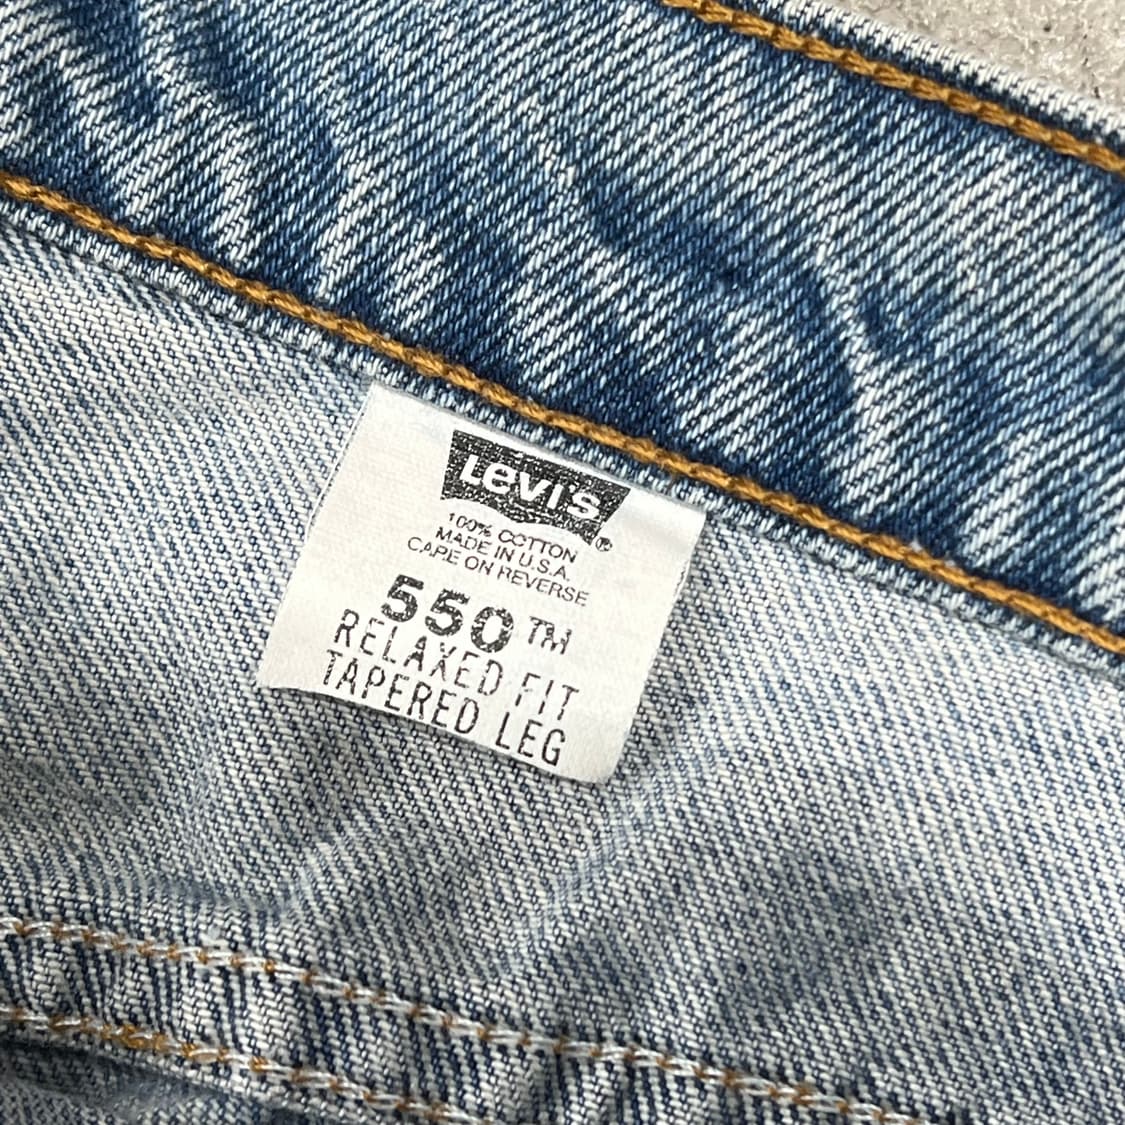 Levi's®
100% COTTON
MADE IN U.S.A.
CARE ON REVERSE
550™
RELAXED FIT
TAPERED LEG